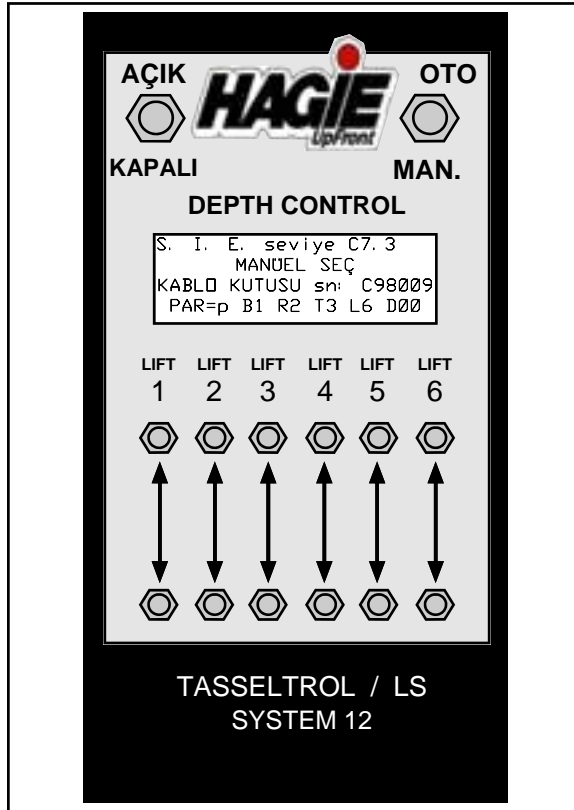 AÇIK HAGIE OTO
UpFront
KAPALI MAN.
DEPTH CONTROL
S. I. E. seviye C7.3
MANUEL SEÇ
KABLO KUTUSU sn: C98009
PAR=p B1 R2 T3 L6 D00
LIFT LIFT LIFT LIFT LIFT LIFT
1 2 3 4 5 6
TASSELTROL / LS
SYSTEM 12